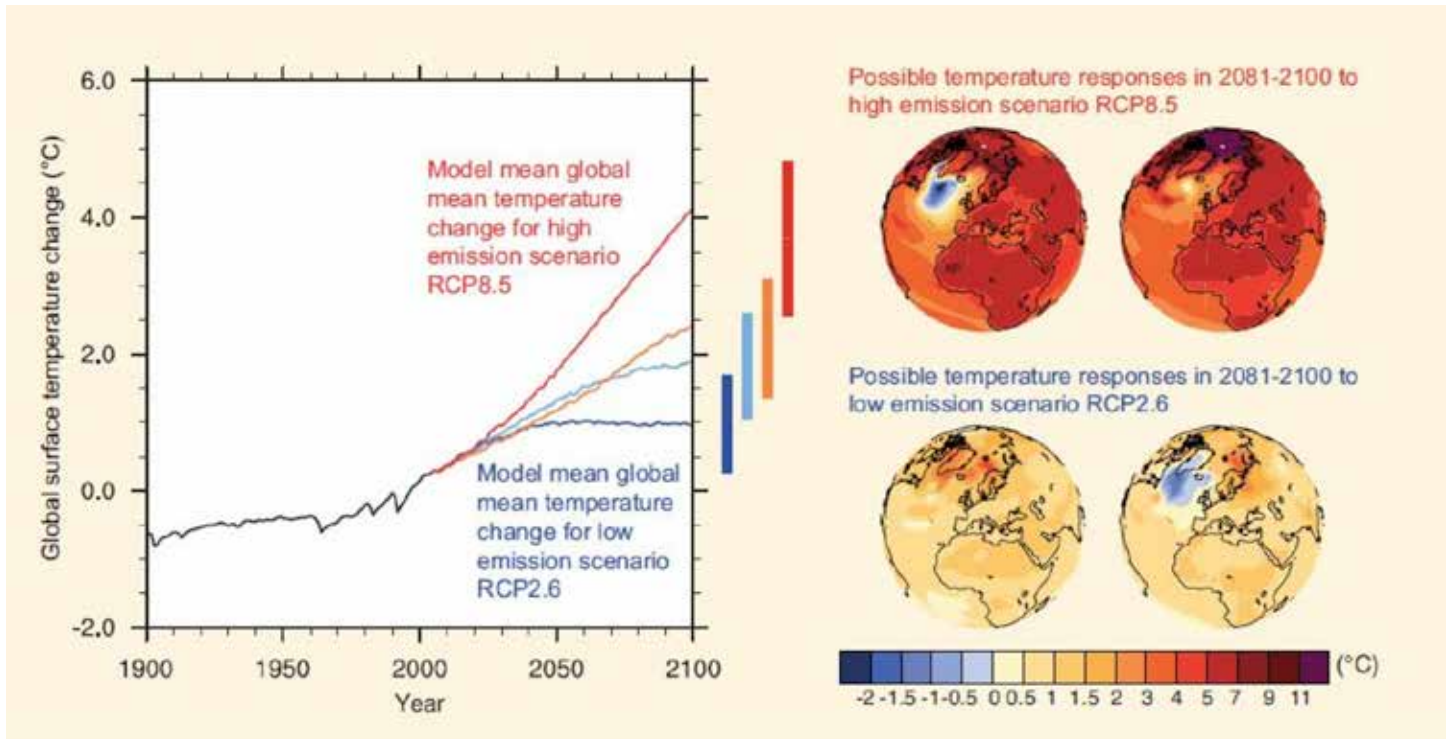 6.0
4.0
2.0
0.0
-2.0
Global surface temperature change (°C)
1900 1950 2000 2050 2100
Year
Model mean global
mean temperature
change for high
emission scenario
RCP8.5
Model mean global
mean temperature
change for low
emission scenario
RCP2.6
Possible temperature responses in 2081-2100 to
high emission scenario RCP8.5
Possible temperature responses in 2081-2100 to
low emission scenario RCP2.6
(°C)
-2 -1.5 -1 -0.5 0 0.5 1 1.5 2 3 4 5 7 9 11